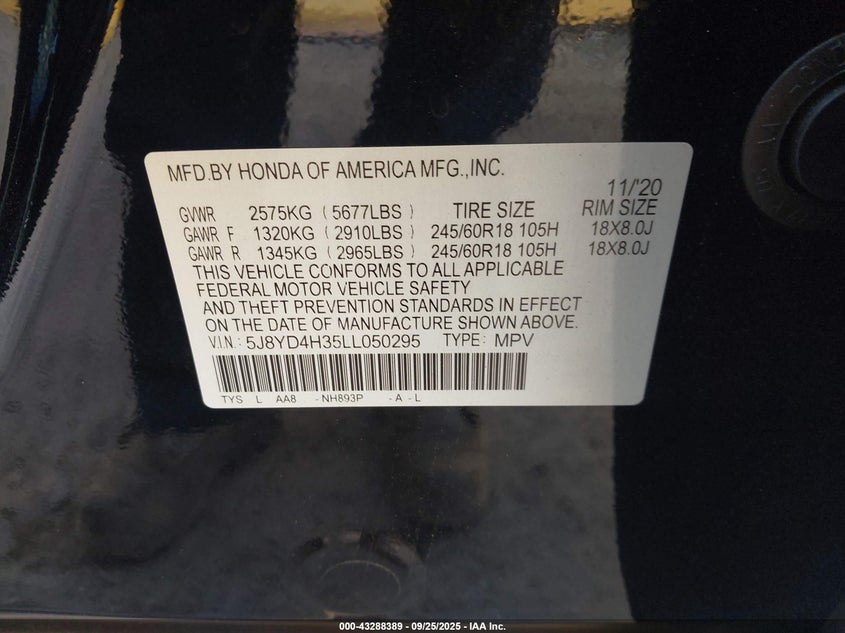 MFD.BY HONDA OF AMERICA MFG.,INC.
11/'20
GVWR 2575KG (5677LBS) TIRE SIZE RIM SIZE
GAWR F 1320KG (2910LBS) 245/60R18 105H 18X8.0J
GAWR R 1345KG (2965LBS) 245/60R18 105H 18X8.0J
THIS VEHICLE CONFORMS TO ALL APPLICABLE
FEDERAL MOTOR VEHICLE SAFETY
AND THEFT PREVENTION STANDARDS IN EFFECT
ON THE DATE OF MANUFACTURE SHOWN ABOVE.
V.I.N.: 5J8YD4H35LL050295 TYPE: MPV
TYS L AA8 -NH893P -A-L
000-43288389 - 09/25/2025 - IAA Inc.